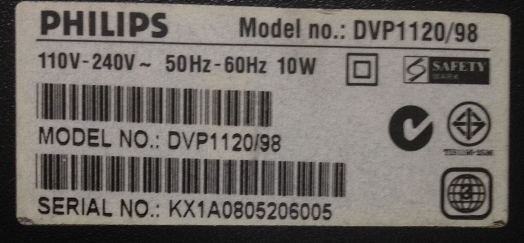 PHILIPS Model no.: DVP1120/98
110V-240V~ 50Hz-60Hz 10W
SAFETY
MARK
MODEL NO.: DVP1120/98
3
SERIAL NO.: KX1A0805206005